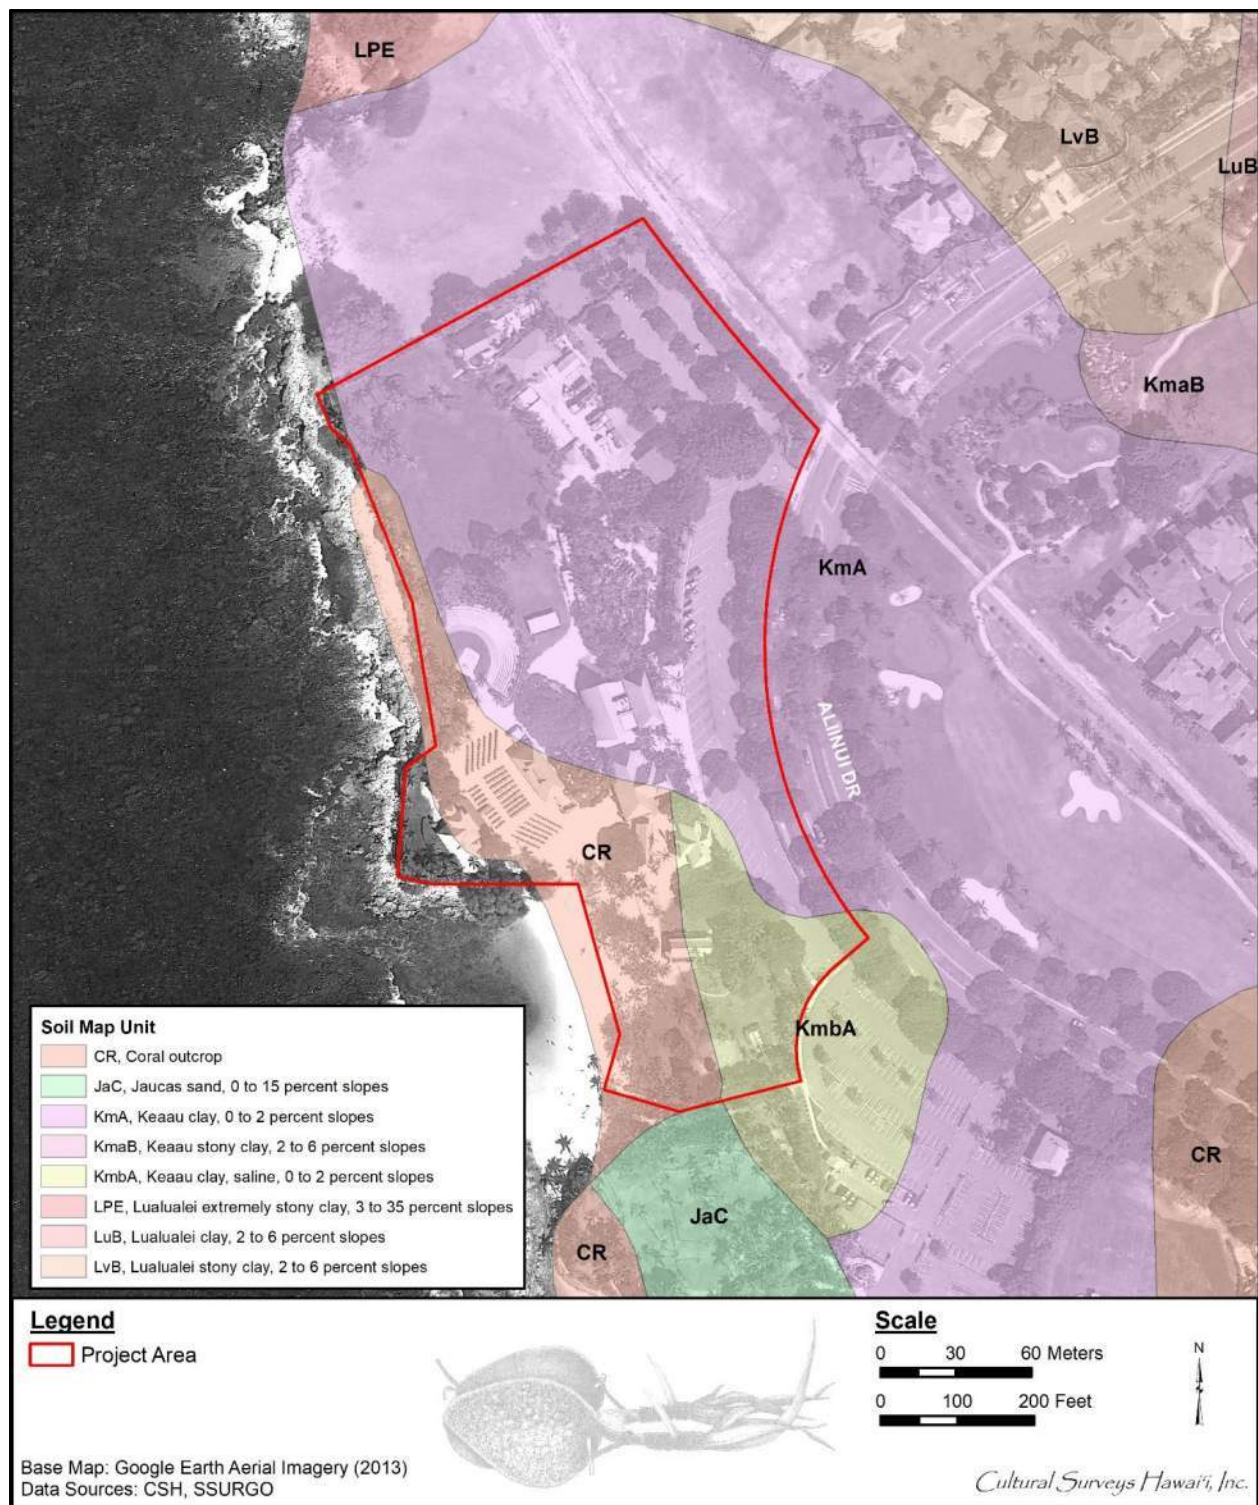 LPE
LvB
LuB
KmaB
KmA
ALIINUI DR
CR
KmbA
CR
JaC
CR
Soil Map Unit
CR, Coral outcrop
JaC, Jaucas sand, 0 to 15 percent slopes
KmA, Keaau clay, 0 to 2 percent slopes
KmaB, Keaau stony clay, 2 to 6 percent slopes
KmbA, Keaau clay, saline, 0 to 2 percent slopes
LPE, Lualualei extremely stony clay, 3 to 35 percent slopes
LuB, Lualualei clay, 2 to 6 percent slopes
LvB, Lualualei stony clay, 2 to 6 percent slopes
Legend
Project Area
Scale
0 30 60 Meters
0 100 200 Feet
N
Base Map: Google Earth Aerial Imagery (2013)
Data Sources: CSH, SSURGO
Cultural Surveys Hawai‘i, Inc.